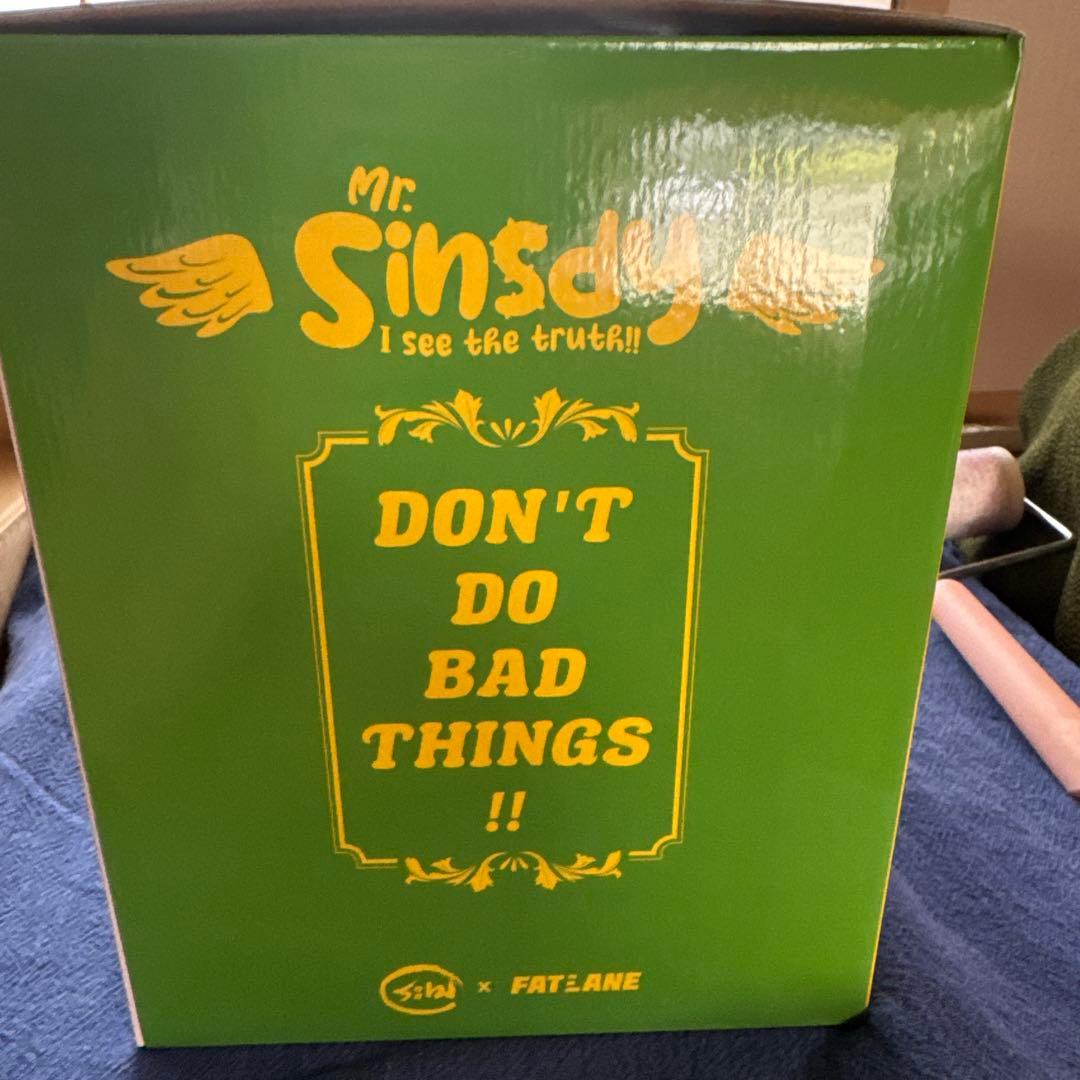 Mr.
Sinsdy
I see the truth!!
DON'T
DO
BAD
THINGS
!!
x FATLANE